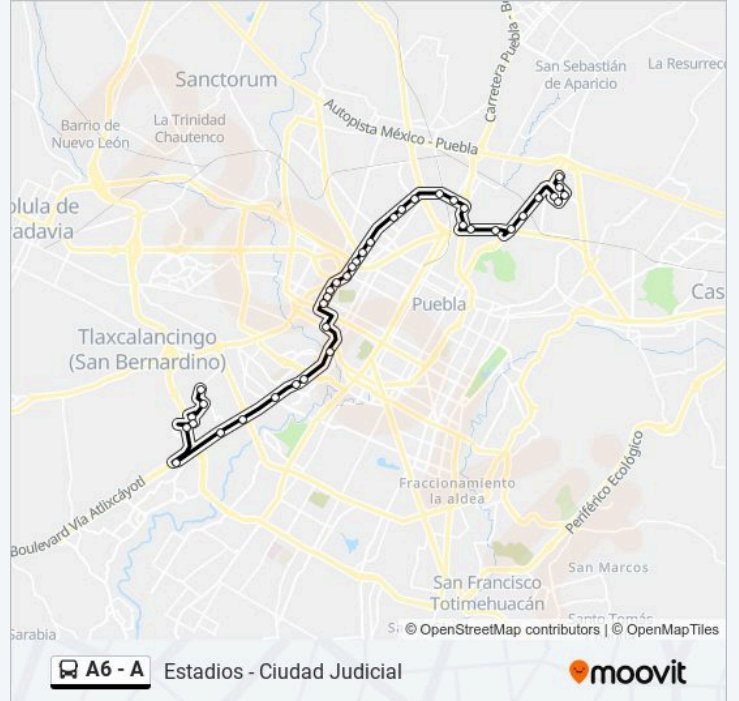 Sanctorum
San Sebastián
de Aparicio
La Resurrecc
Carretera Puebla - B
Autopista México - Puebla
Barrio de
Nuevo León
La Trinidad
Chautenco
olula de
adavia
Puebla
Cas
Tlaxcalancingo
(San Bernardino)
Fraccionamiento
la aldea
Periférico Ecológico
Boulevard Vía Atlixcáyotl
San Marcos
San Francisco
Totimehuacán
Santo Tomás
Sa
Sarabia
© OpenStreetMap contributors | © OpenMapTiles
A6 - A
Estadios - Ciudad Judicial
moovit